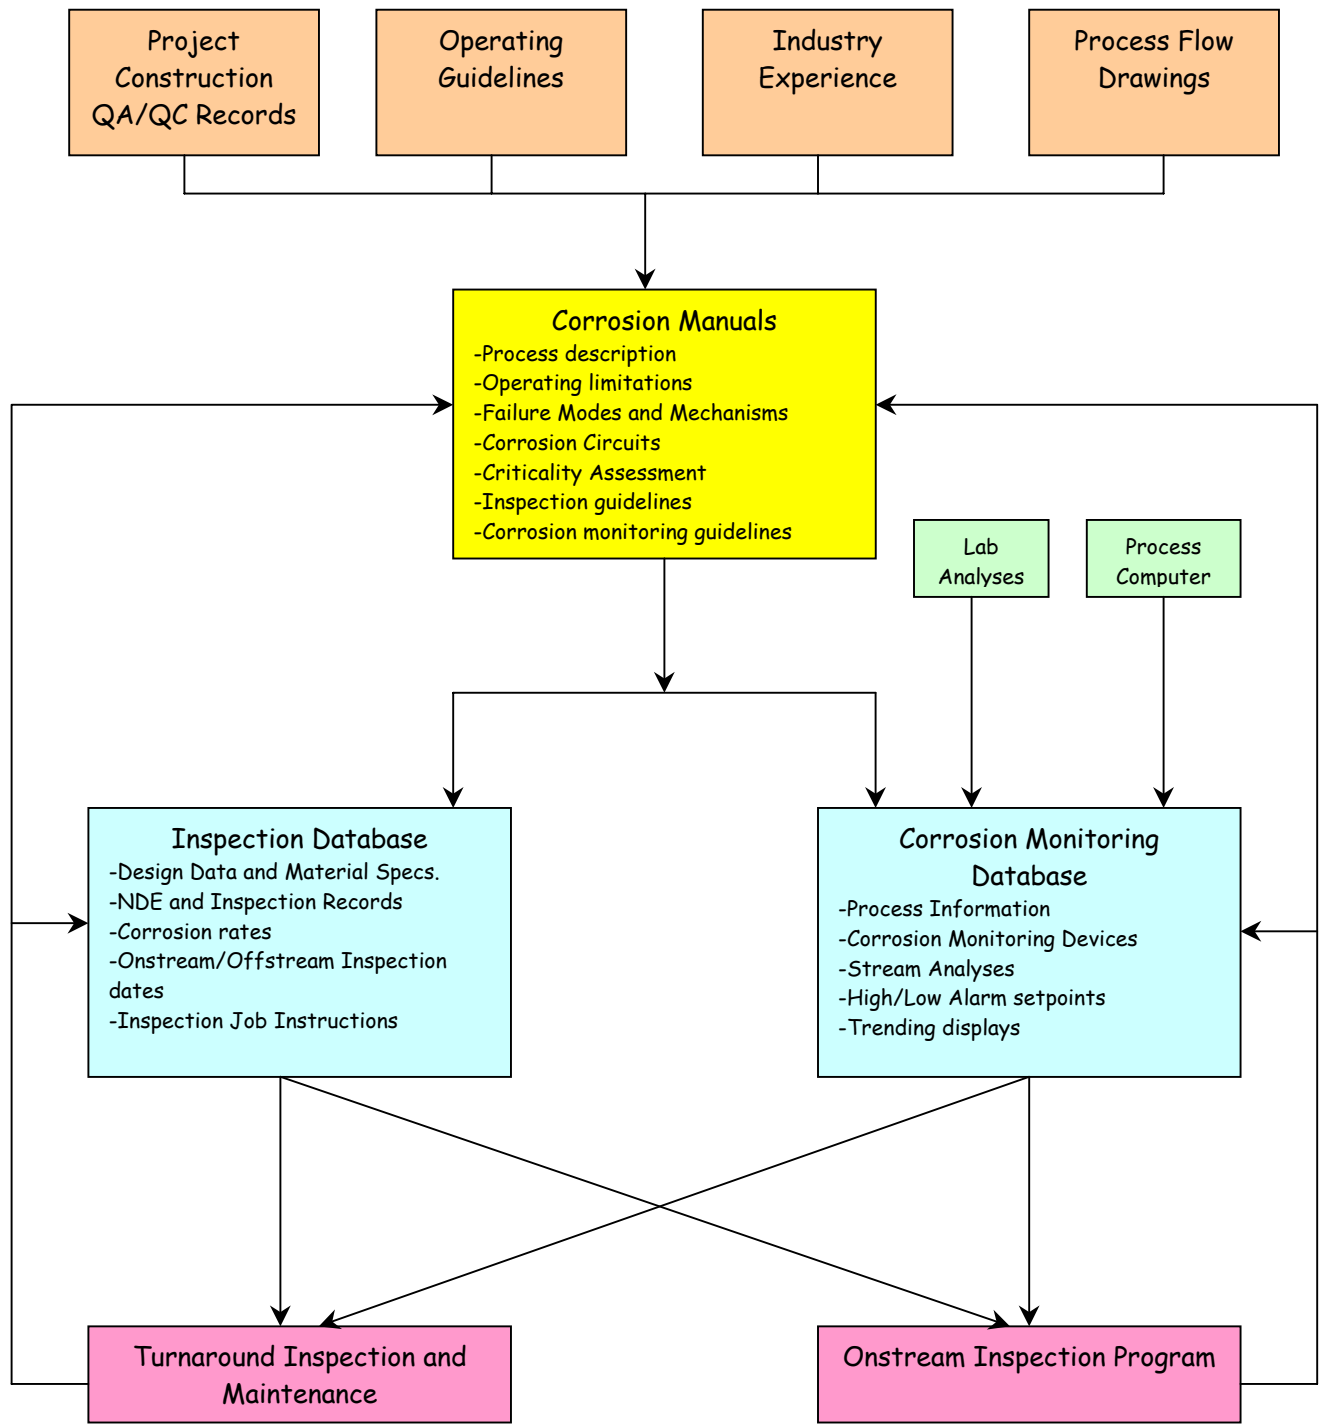 Project
Construction
QA/QC Records
Operating
Guidelines
Industry
Experience
Process Flow
Drawings
Corrosion Manuals
-Process description
-Operating limitations
-Failure Modes and Mechanisms
-Corrosion Circuits
-Criticality Assessment
-Inspection guidelines
-Corrosion monitoring guidelines
Lab
Analyses
Process
Computer
Inspection Database
-Design Data and Material Specs.
-NDE and Inspection Records
-Corrosion rates
-Onstream/Offstream Inspection
dates
-Inspection Job Instructions
Corrosion Monitoring
Database
-Process Information
-Corrosion Monitoring Devices
-Stream Analyses
-High/Low Alarm setpoints
-Trending displays
Turnaround Inspection and
Maintenance
Onstream Inspection Program